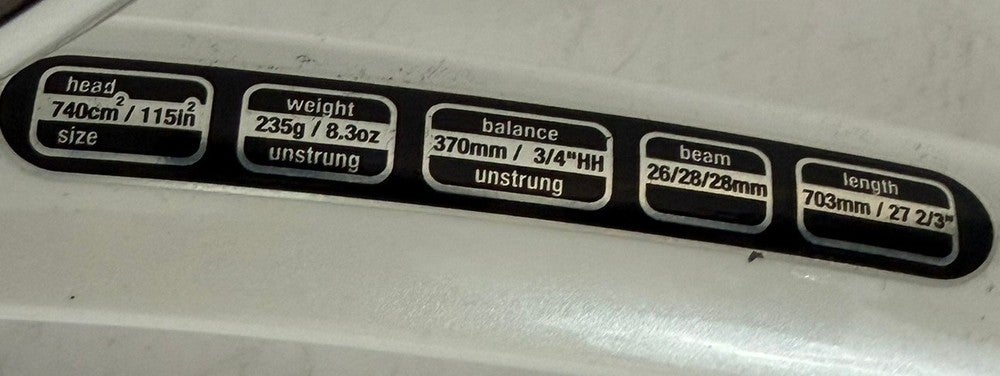 head
740cm² / 115in²
size
weight
235g / 8.3oz
unstrung
balance
370mm / 3/4"HH
unstrung
beam
26/28/28mm
length
703mm / 27 2/3"